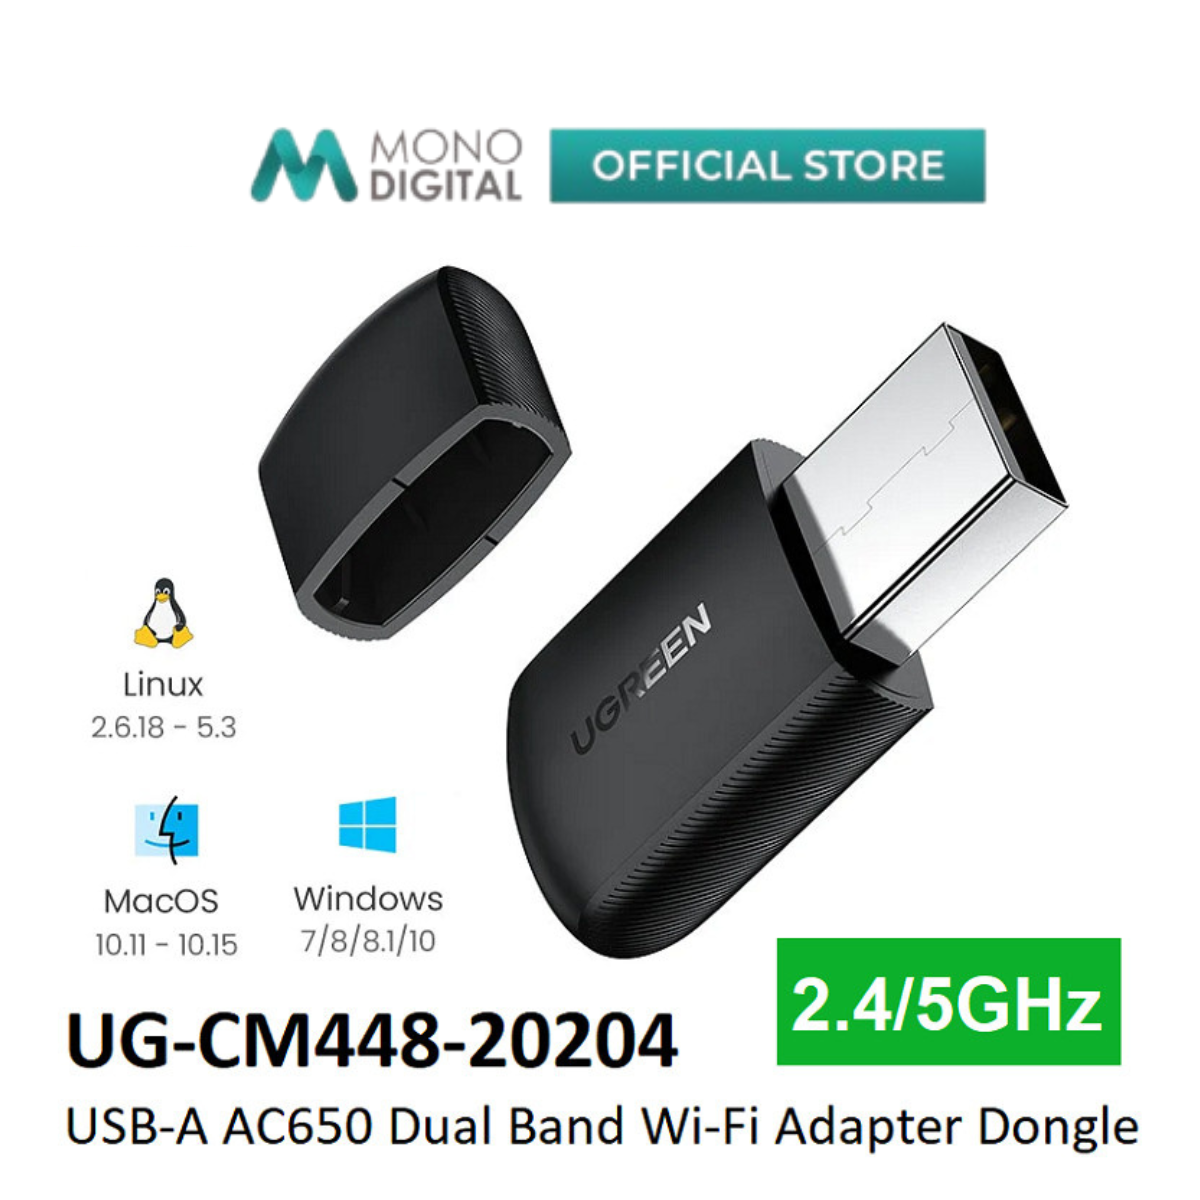 MONO
DIGITAL
OFFICIAL STORE
UGREEN
Linux
2.6.18 - 5.3
MacOS
10.11 - 10.15
Windows
7/8/8.1/10
2.4/5GHz
UG-CM448-20204
USB-A AC650 Dual Band Wi-Fi Adapter Dongle